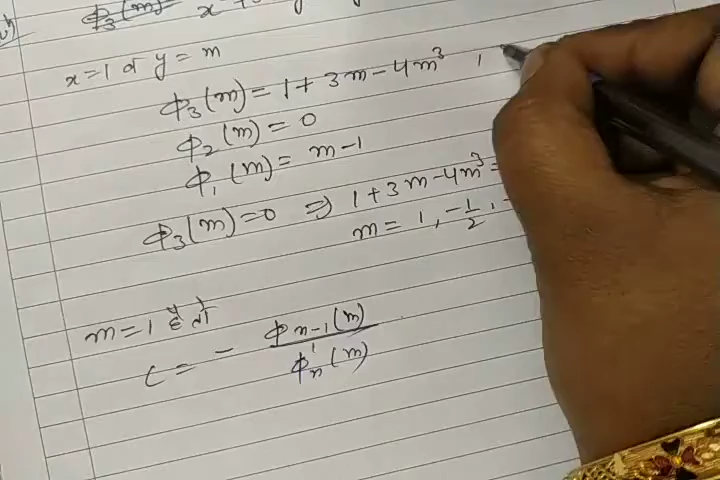 ϕ₃(m) = x
x=1 व y = m
ϕ₃(m) = 1 + 3m − 4m³ ,
ϕ₂(m) = 0
ϕ₁(m) = m − 1
ϕ₃(m) = 0 ⇒ 1 + 3m − 4m³ =
m = 1, −1/2,
m = 1 है तो
c = − ϕn−1(m) / ϕ'n(m)